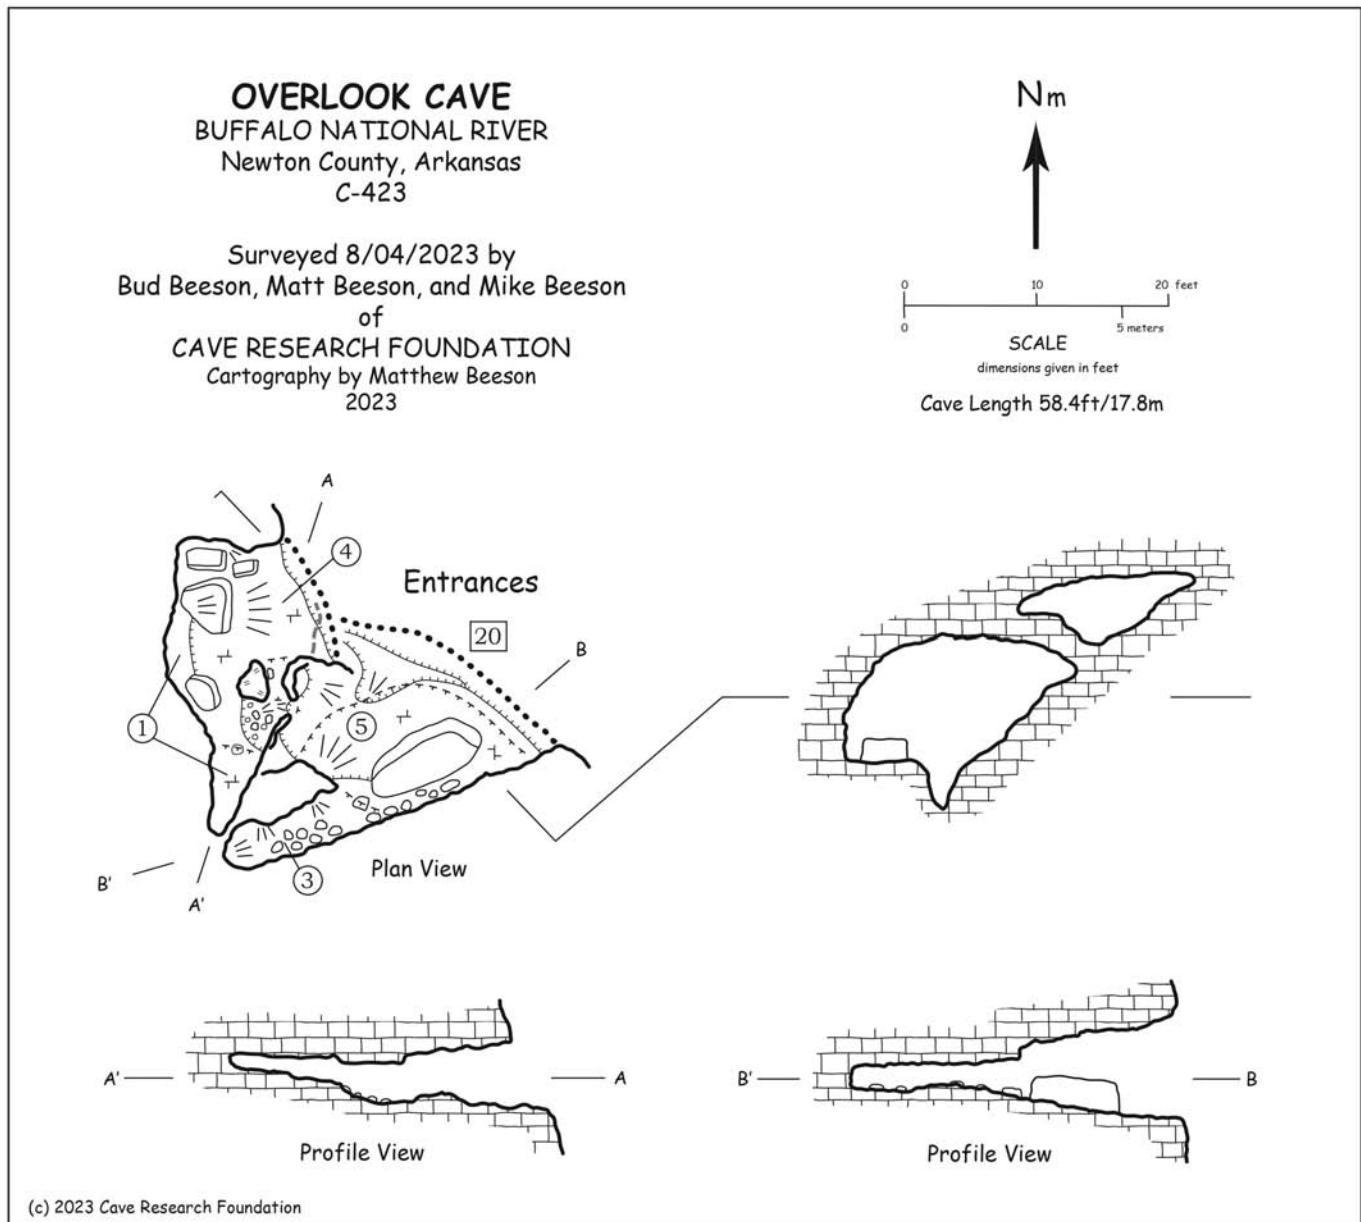 OVERLOOK CAVE
BUFFALO NATIONAL RIVER
Newton County, Arkansas
C-423
Surveyed 8/04/2023 by
Bud Beeson, Matt Beeson, and Mike Beeson
of
CAVE RESEARCH FOUNDATION
Cartography by Matthew Beeson
2023
Nm
0 10 20 feet
0 5 meters
SCALE
dimensions given in feet
Cave Length 58.4ft/17.8m
A
4
Entrances
20
B
1
5
3
Plan View
B'
A'
A' A
Profile View
B' B
Profile View
(c) 2023 Cave Research Foundation